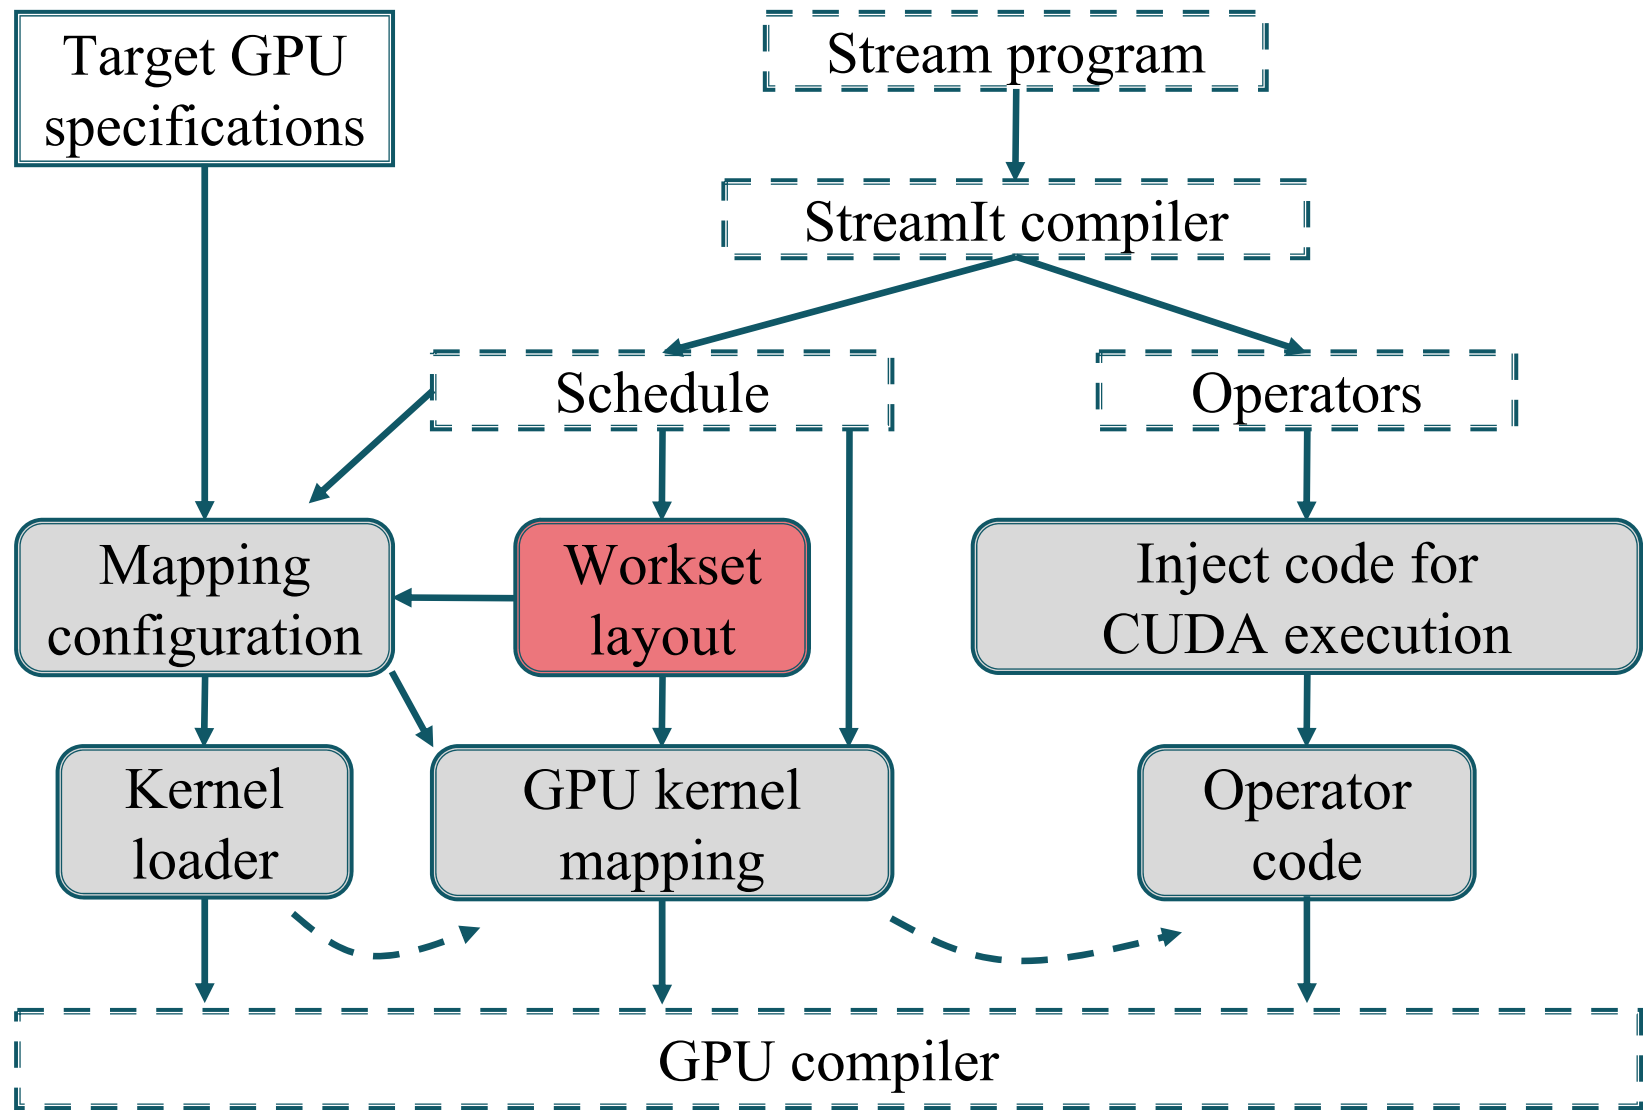 Target GPU
specifications
Stream program
StreamIt compiler
Schedule
Operators
Mapping
configuration
Workset
layout
Inject code for
CUDA execution
Kernel
loader
GPU kernel
mapping
Operator
code
GPU compiler